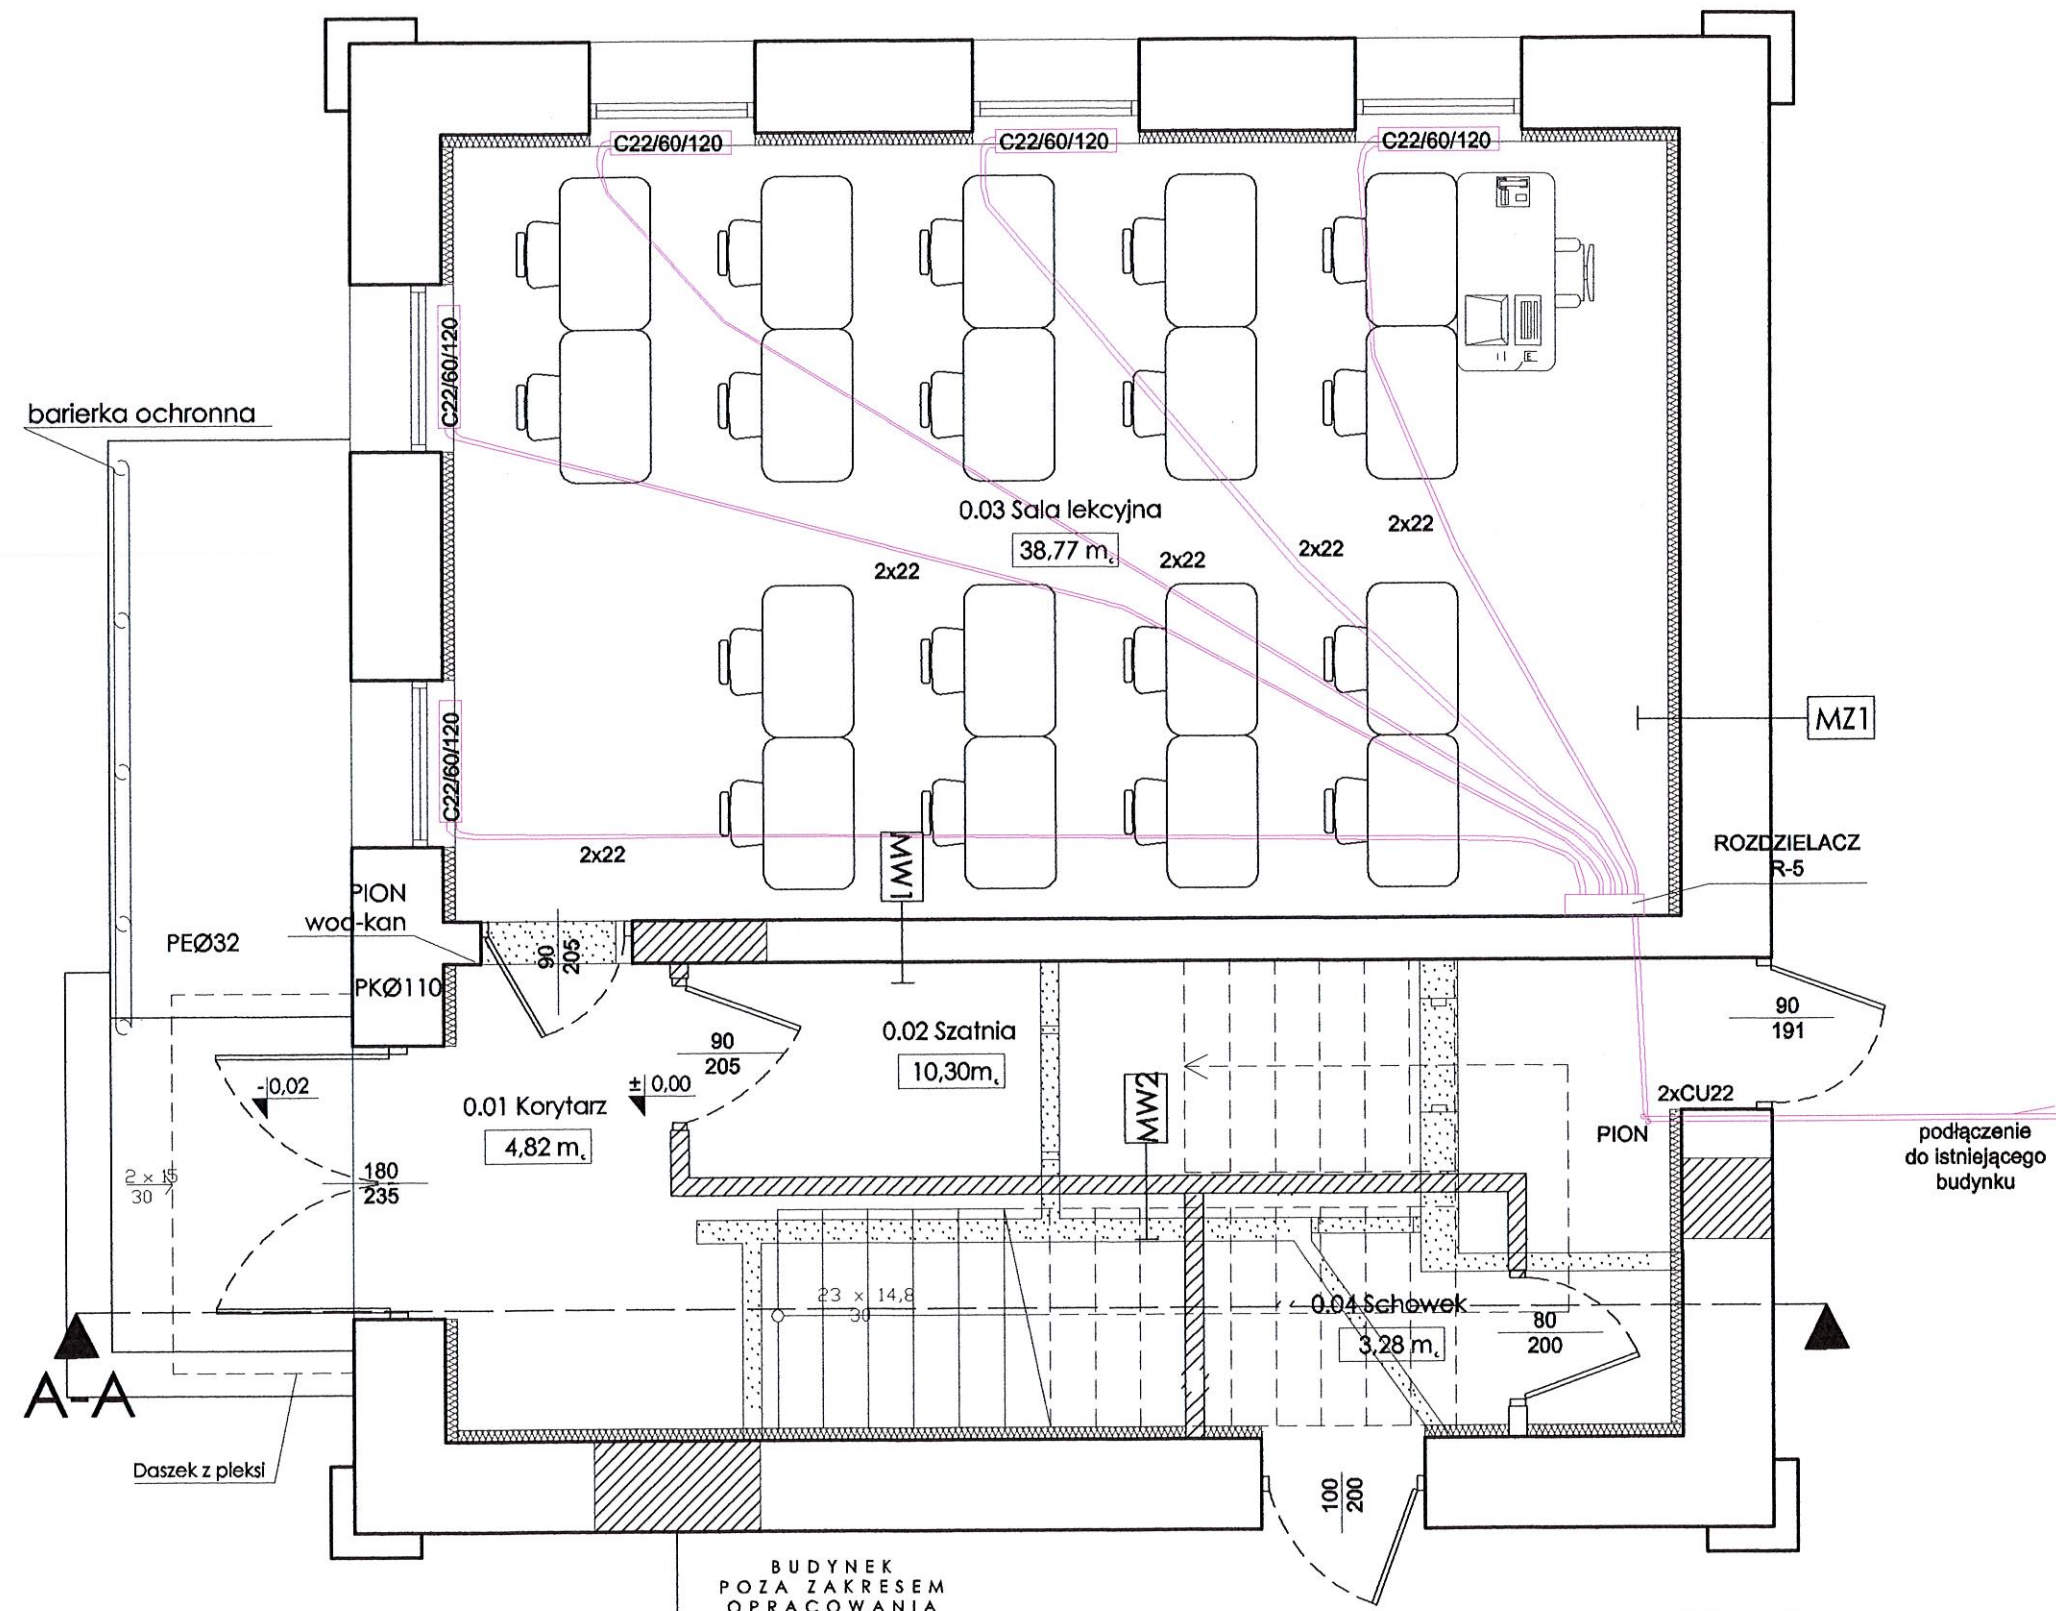 C22/60/120
C22/60/120
C22/60/120
C22/60/120
barierka ochronna
0.03 Sala lekcyjna
38,77 m
2x22
2x22
2x22
2x22
C22/60/120
MZ1
2x22
MW1
ROZDZIELACZ
R-5
PION
wod-kan
PEØ32
90
205
PKØ110
90
205
0.02 Szatnia
10,30m
90
191
-0,02
±0,00
0.01 Korytarz
4,82 m
MW2
2xCU22
PION
podłączenie
do istniejącego
budynku
2 x 15
30
180
235
23 x 14,8
30
0.04 Schowek
3,28 m
80
200
A-A
Daszek z pleksi
100
200
BUDYNEK
POZA ZAKRESEM
OPRACOWANIA